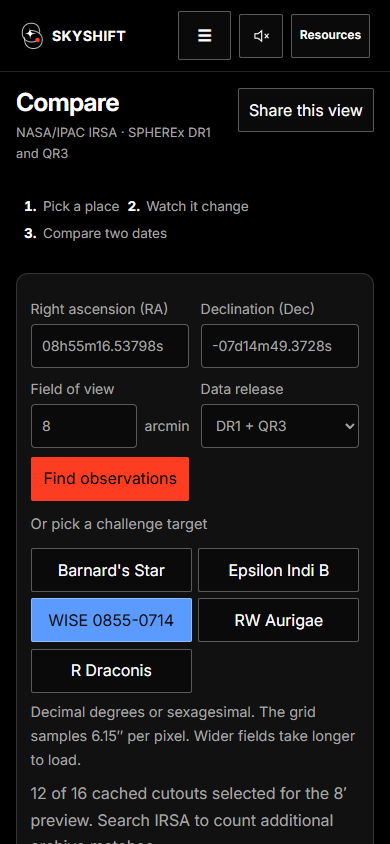 SKYSHIFT
Resources
Compare
Share this view
NASA/IPAC IRSA · SPHEREx DR1
and QR3
1. Pick a place 2. Watch it change
3. Compare two dates
Right ascension (RA) Declination (Dec)
08h55m16.53798s -07d14m49.3728s
Field of view Data release
8 arcmin DR1 + QR3
Find observations
Or pick a challenge target
Barnard's Star Epsilon Indi B
WISE 0855-0714 RW Aurigae
R Draconis
Decimal degrees or sexagesimal. The grid
samples 6.15″ per pixel. Wider fields take longer
to load.
12 of 16 cached cutouts selected for the 8′
preview. Search IRSA to count additional
archive matches.